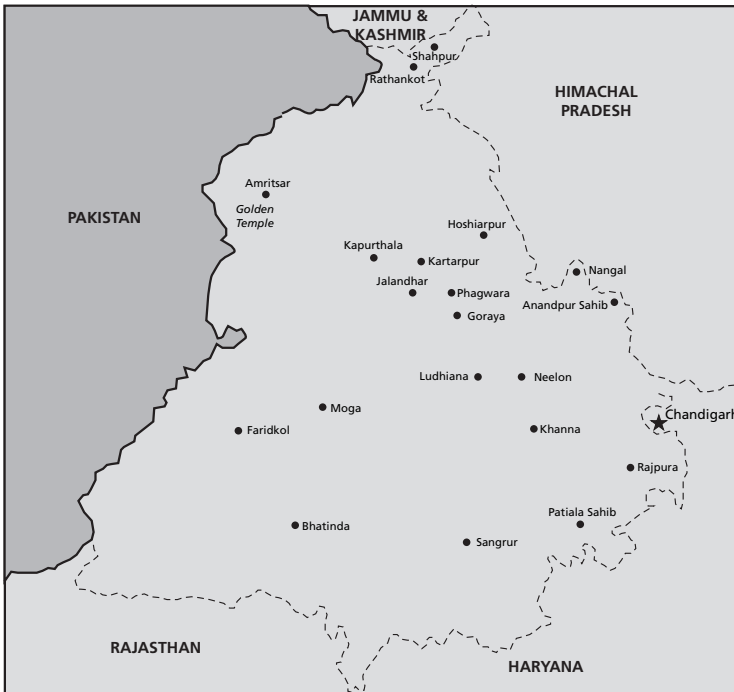 JAMMU &
KASHMIR
Shahpur
Rathankot
HIMACHAL
PRADESH
Amritsar
Golden
Temple
PAKISTAN
Hoshiarpur
Kapurthala
Kartarpur
Nangal
Jalandhar
Phagwara
Anandpur Sahib
Goraya
Ludhiana
Neelon
Moga
Chandigarh
Faridkol
Khanna
Rajpura
Patiala Sahib
Bhatinda
Sangrur
RAJASTHAN
HARYANA